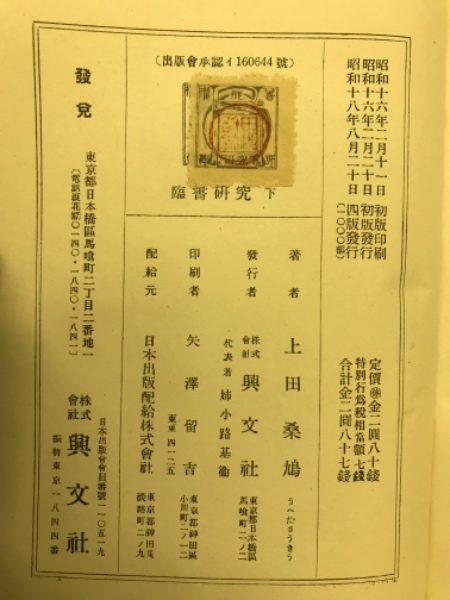 昭和十六年二月十一日 初版印刷
昭和十六年二月二十日 初版發行
昭和十八年八月二十日 四版發行
(一〇〇〇部)
定價金二圓八十錢
特別行爲税相當額七錢
合計金二圓八十七錢
(出版會承認イ160644號)
臨書研究 下
著者 上田桑鳩
うへださうきう
發行者 株式會社 興文社
代表者 姉小路基衞
東京都日本橋區
馬喰町二ノ一
印刷者 矢澤留吉
東東四一二五
東京都神田區
小川町二ノ一二
配給元 日本出版配給株式會社
東京都神田區
淡路町二ノ九
發兌
東京都日本橋區馬喰町二丁目二番地一
(電話浪花〇一四〇・一八四〇・一八四一)
株式會社 興文社
日本出版會會員番號一一〇五一九
振替東京一八四四番